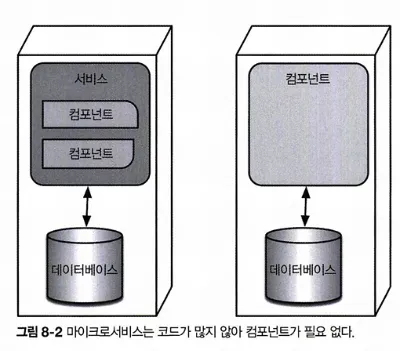 서비스
컴포넌트
컴포넌트
데이터베이스
컴포넌트
데이터베이스
그림 8-2 마이크로서비스는 코드가 많지 않아 컴포넌트가 필요 없다.